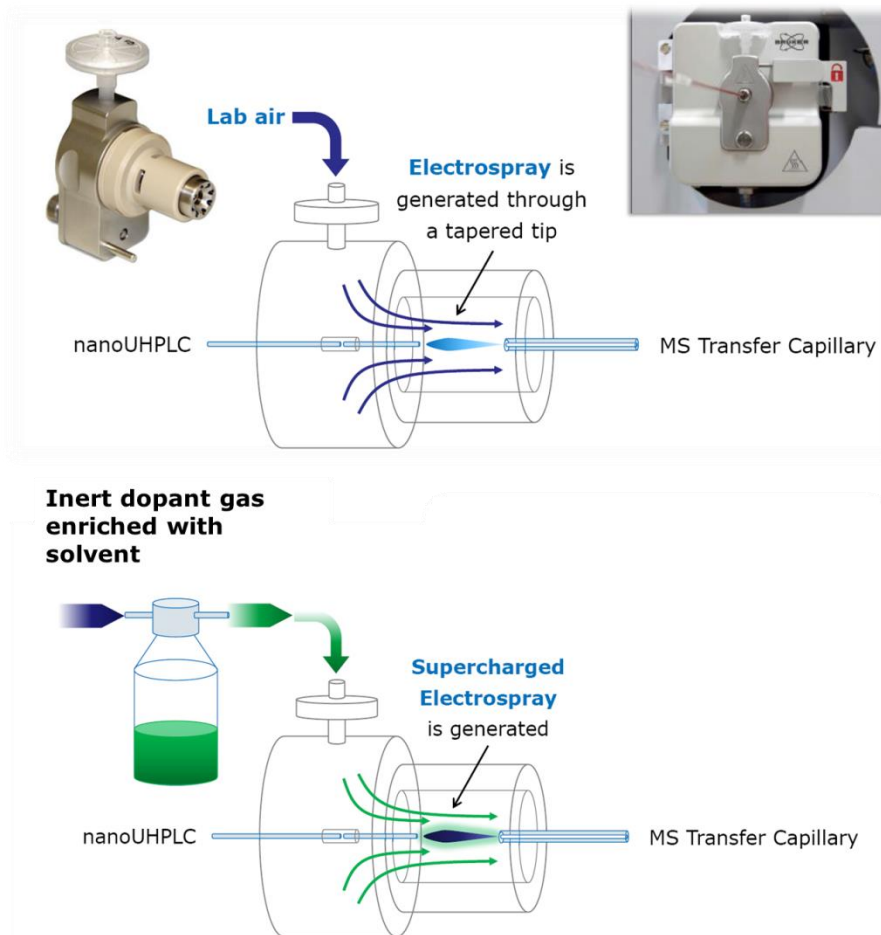 BRUKER
Lab air
Electrospray is
generated through
a tapered tip
nanoUHPLC
MS Transfer Capillary
Inert dopant gas
enriched with
solvent
Supercharged
Electrospray
is generated
nanoUHPLC
MS Transfer Capillary